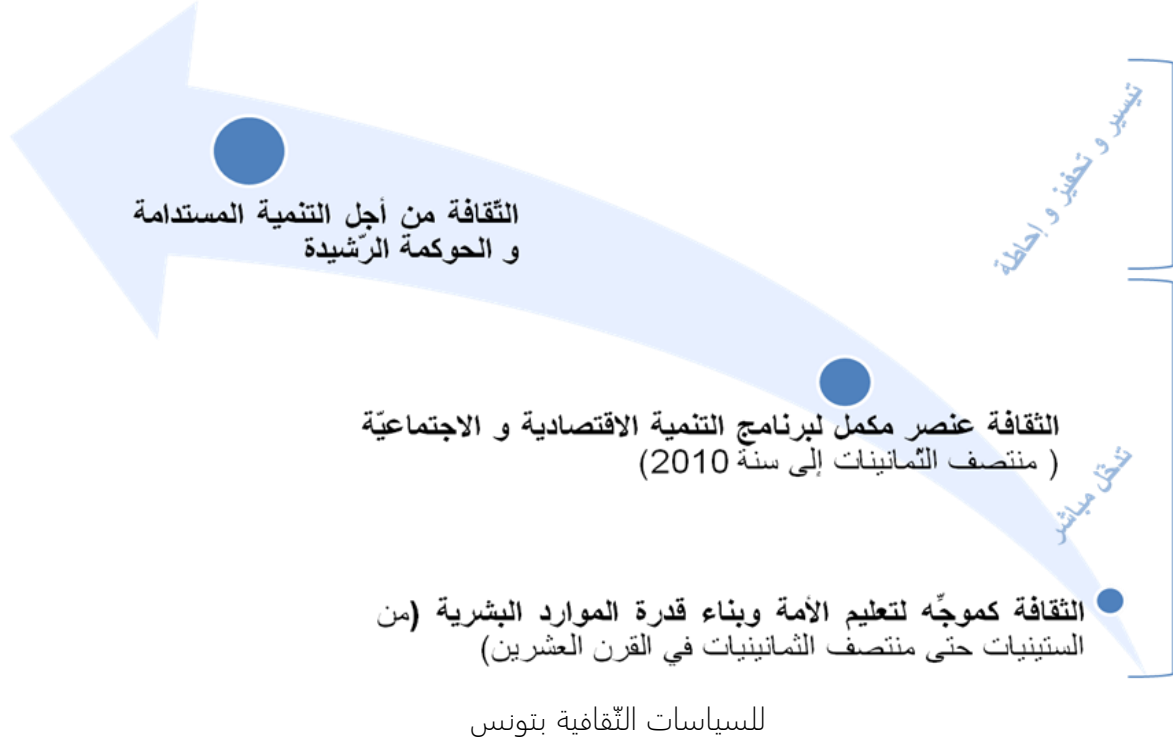 تيسير و تحفيز و إحاطة
الثّقافة من أجل التنمية المستدامة
و الحوكمة الرّشيدة
الثقافة عنصر مكمل لبرنامج التنمية الاقتصادية و الاجتماعيّة
( منتصف الثّمانينات إلى سنة 2010)
تدخّل مباشر
الثقافة كموجِّه لتعليم الأمة وبناء قدرة الموارد البشرية (من
الستينيات حتى منتصف الثمانينيات في القرن العشرين)
للسياسات الثّقافية بتونس